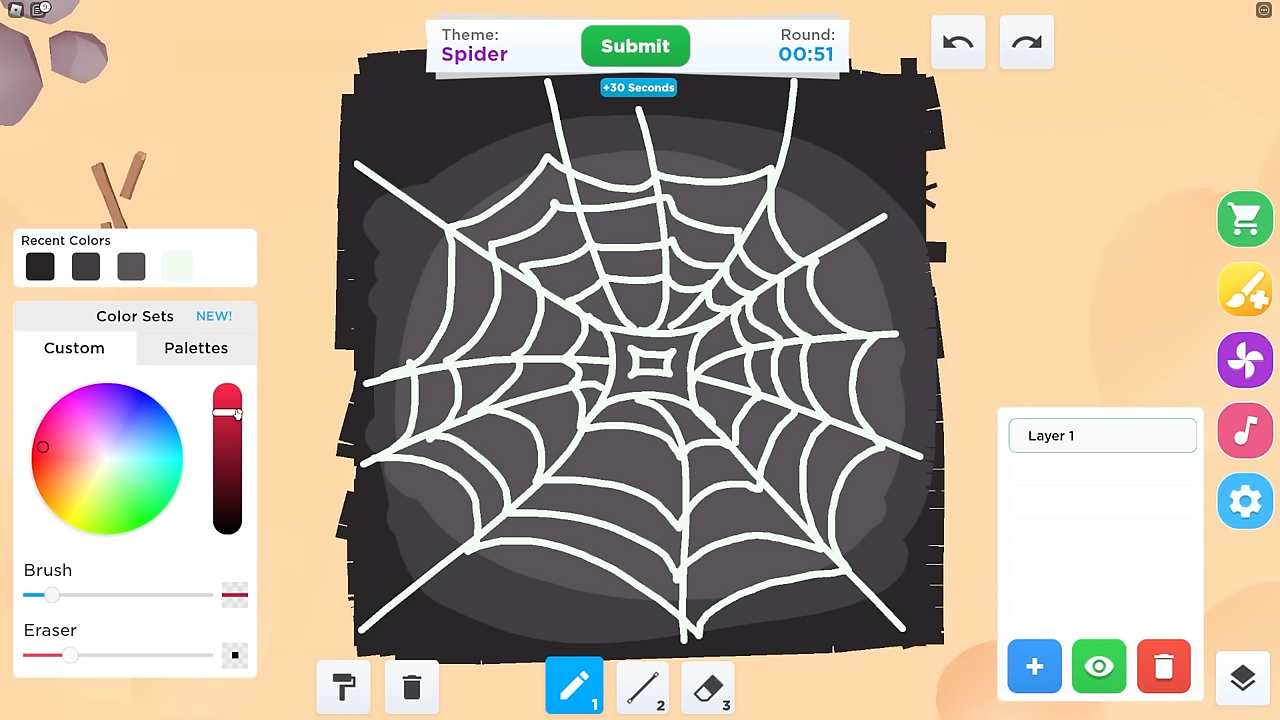 9
Theme:
Spider
Submit
Round:
00:51
+30 Seconds
Recent Colors
Color Sets NEW!
Custom Palettes
Brush
Eraser
Layer 1
1
2
3